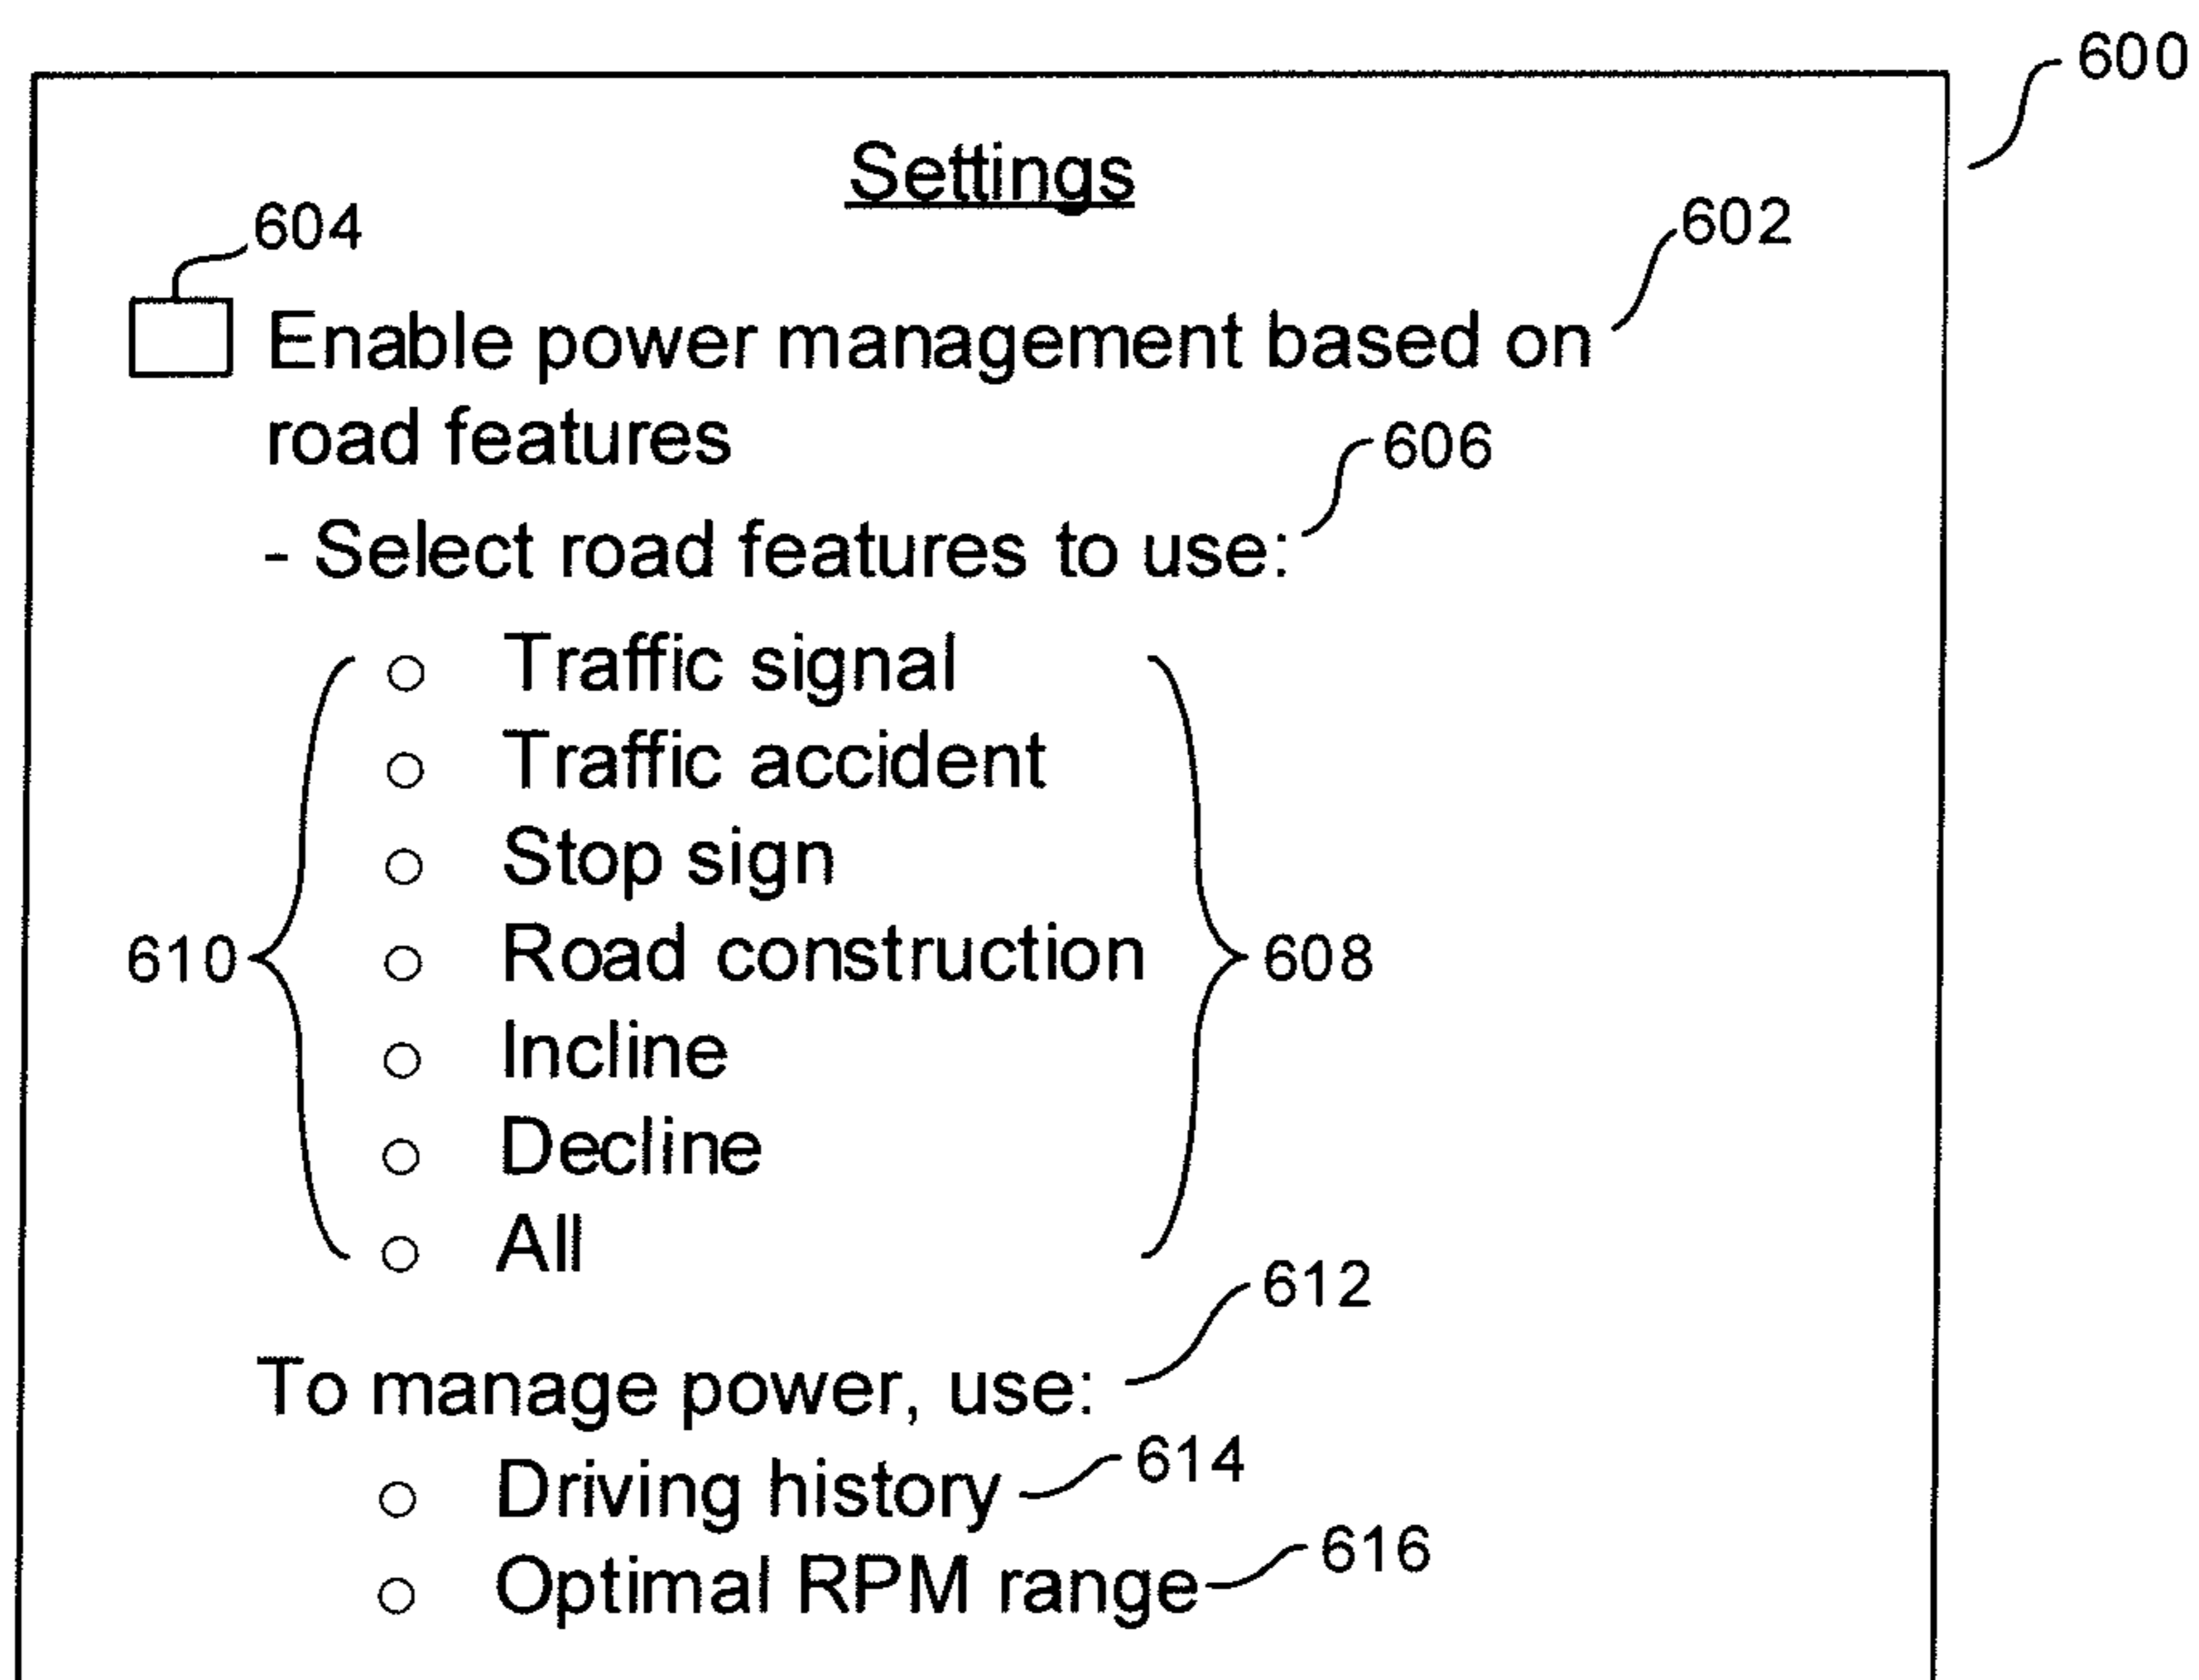 600
Settings
604
602
Enable power management based on
road features
606
- Select road features to use:
Traffic signal
Traffic accident
Stop sign
Road construction
610
608
Incline
Decline
All
612
To manage power, use:
Driving history
614
Optimal RPM range
616